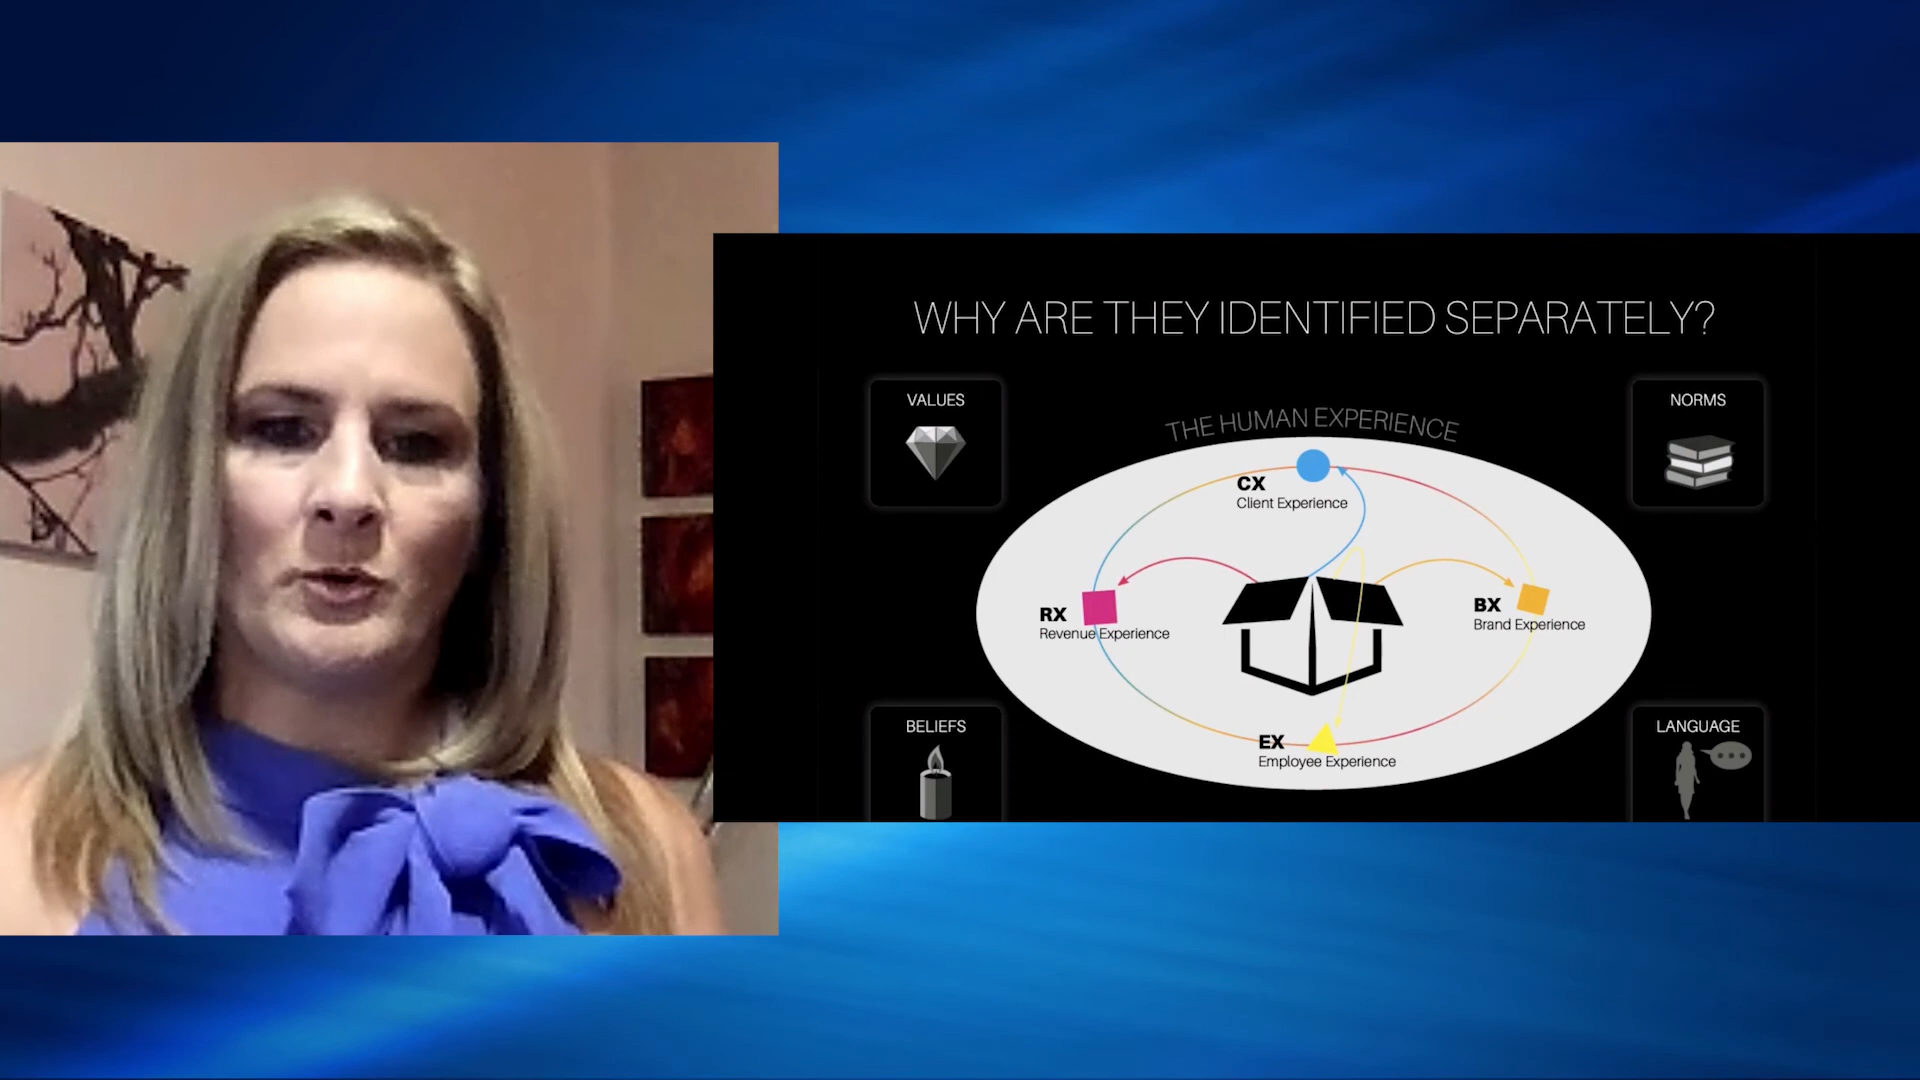 WHY ARE THEY IDENTIFIED SEPARATELY?
VALUES
NORMS
THE HUMAN EXPERIENCE
CX
Client Experience
RX
Revenue Experience
BX
Brand Experience
EX
Employee Experience
BELIEFS
LANGUAGE